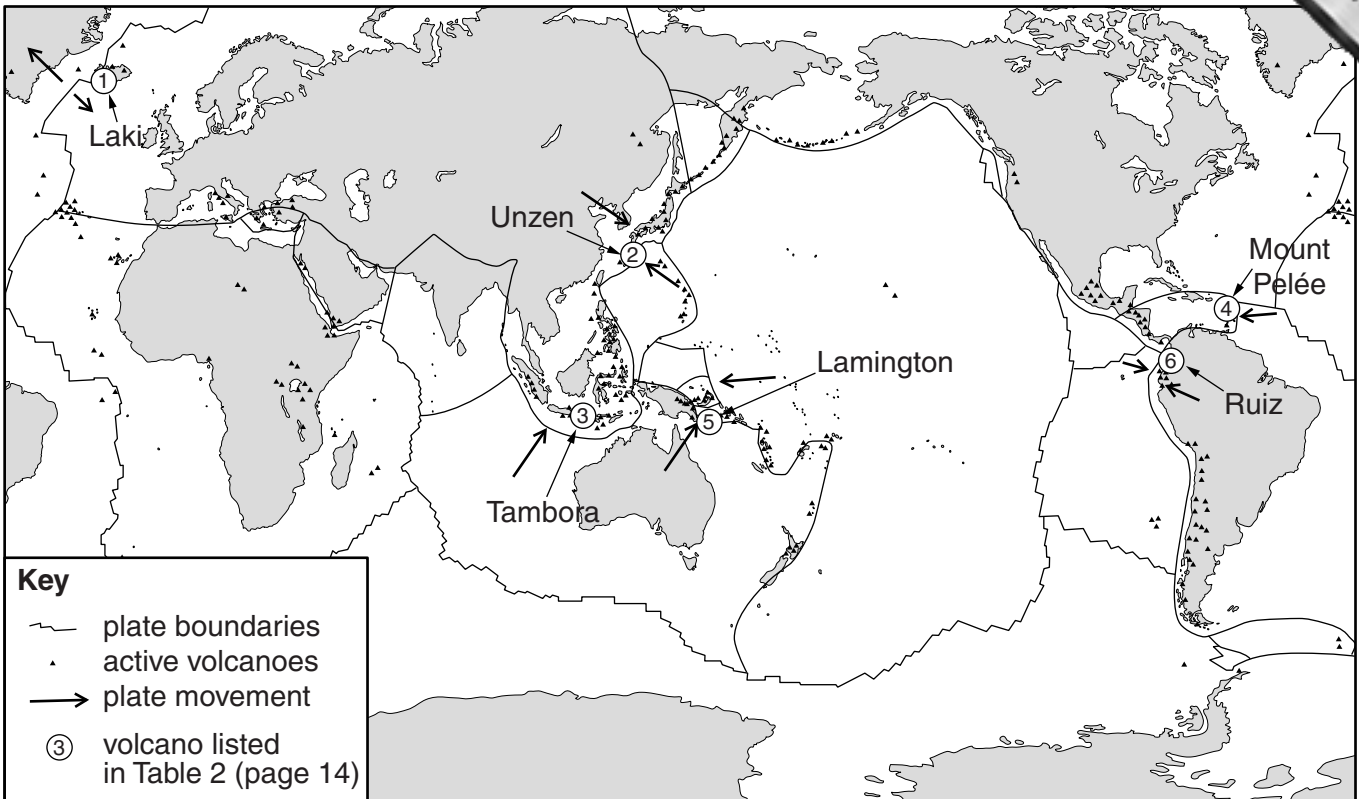 1
Laki
Unzen
2
Mount
Pelée
4
Lamington
6
Ruiz
3
5
Tambora
Key
plate boundaries
active volcanoes
plate movement
3 volcano listed
in Table 2 (page 14)